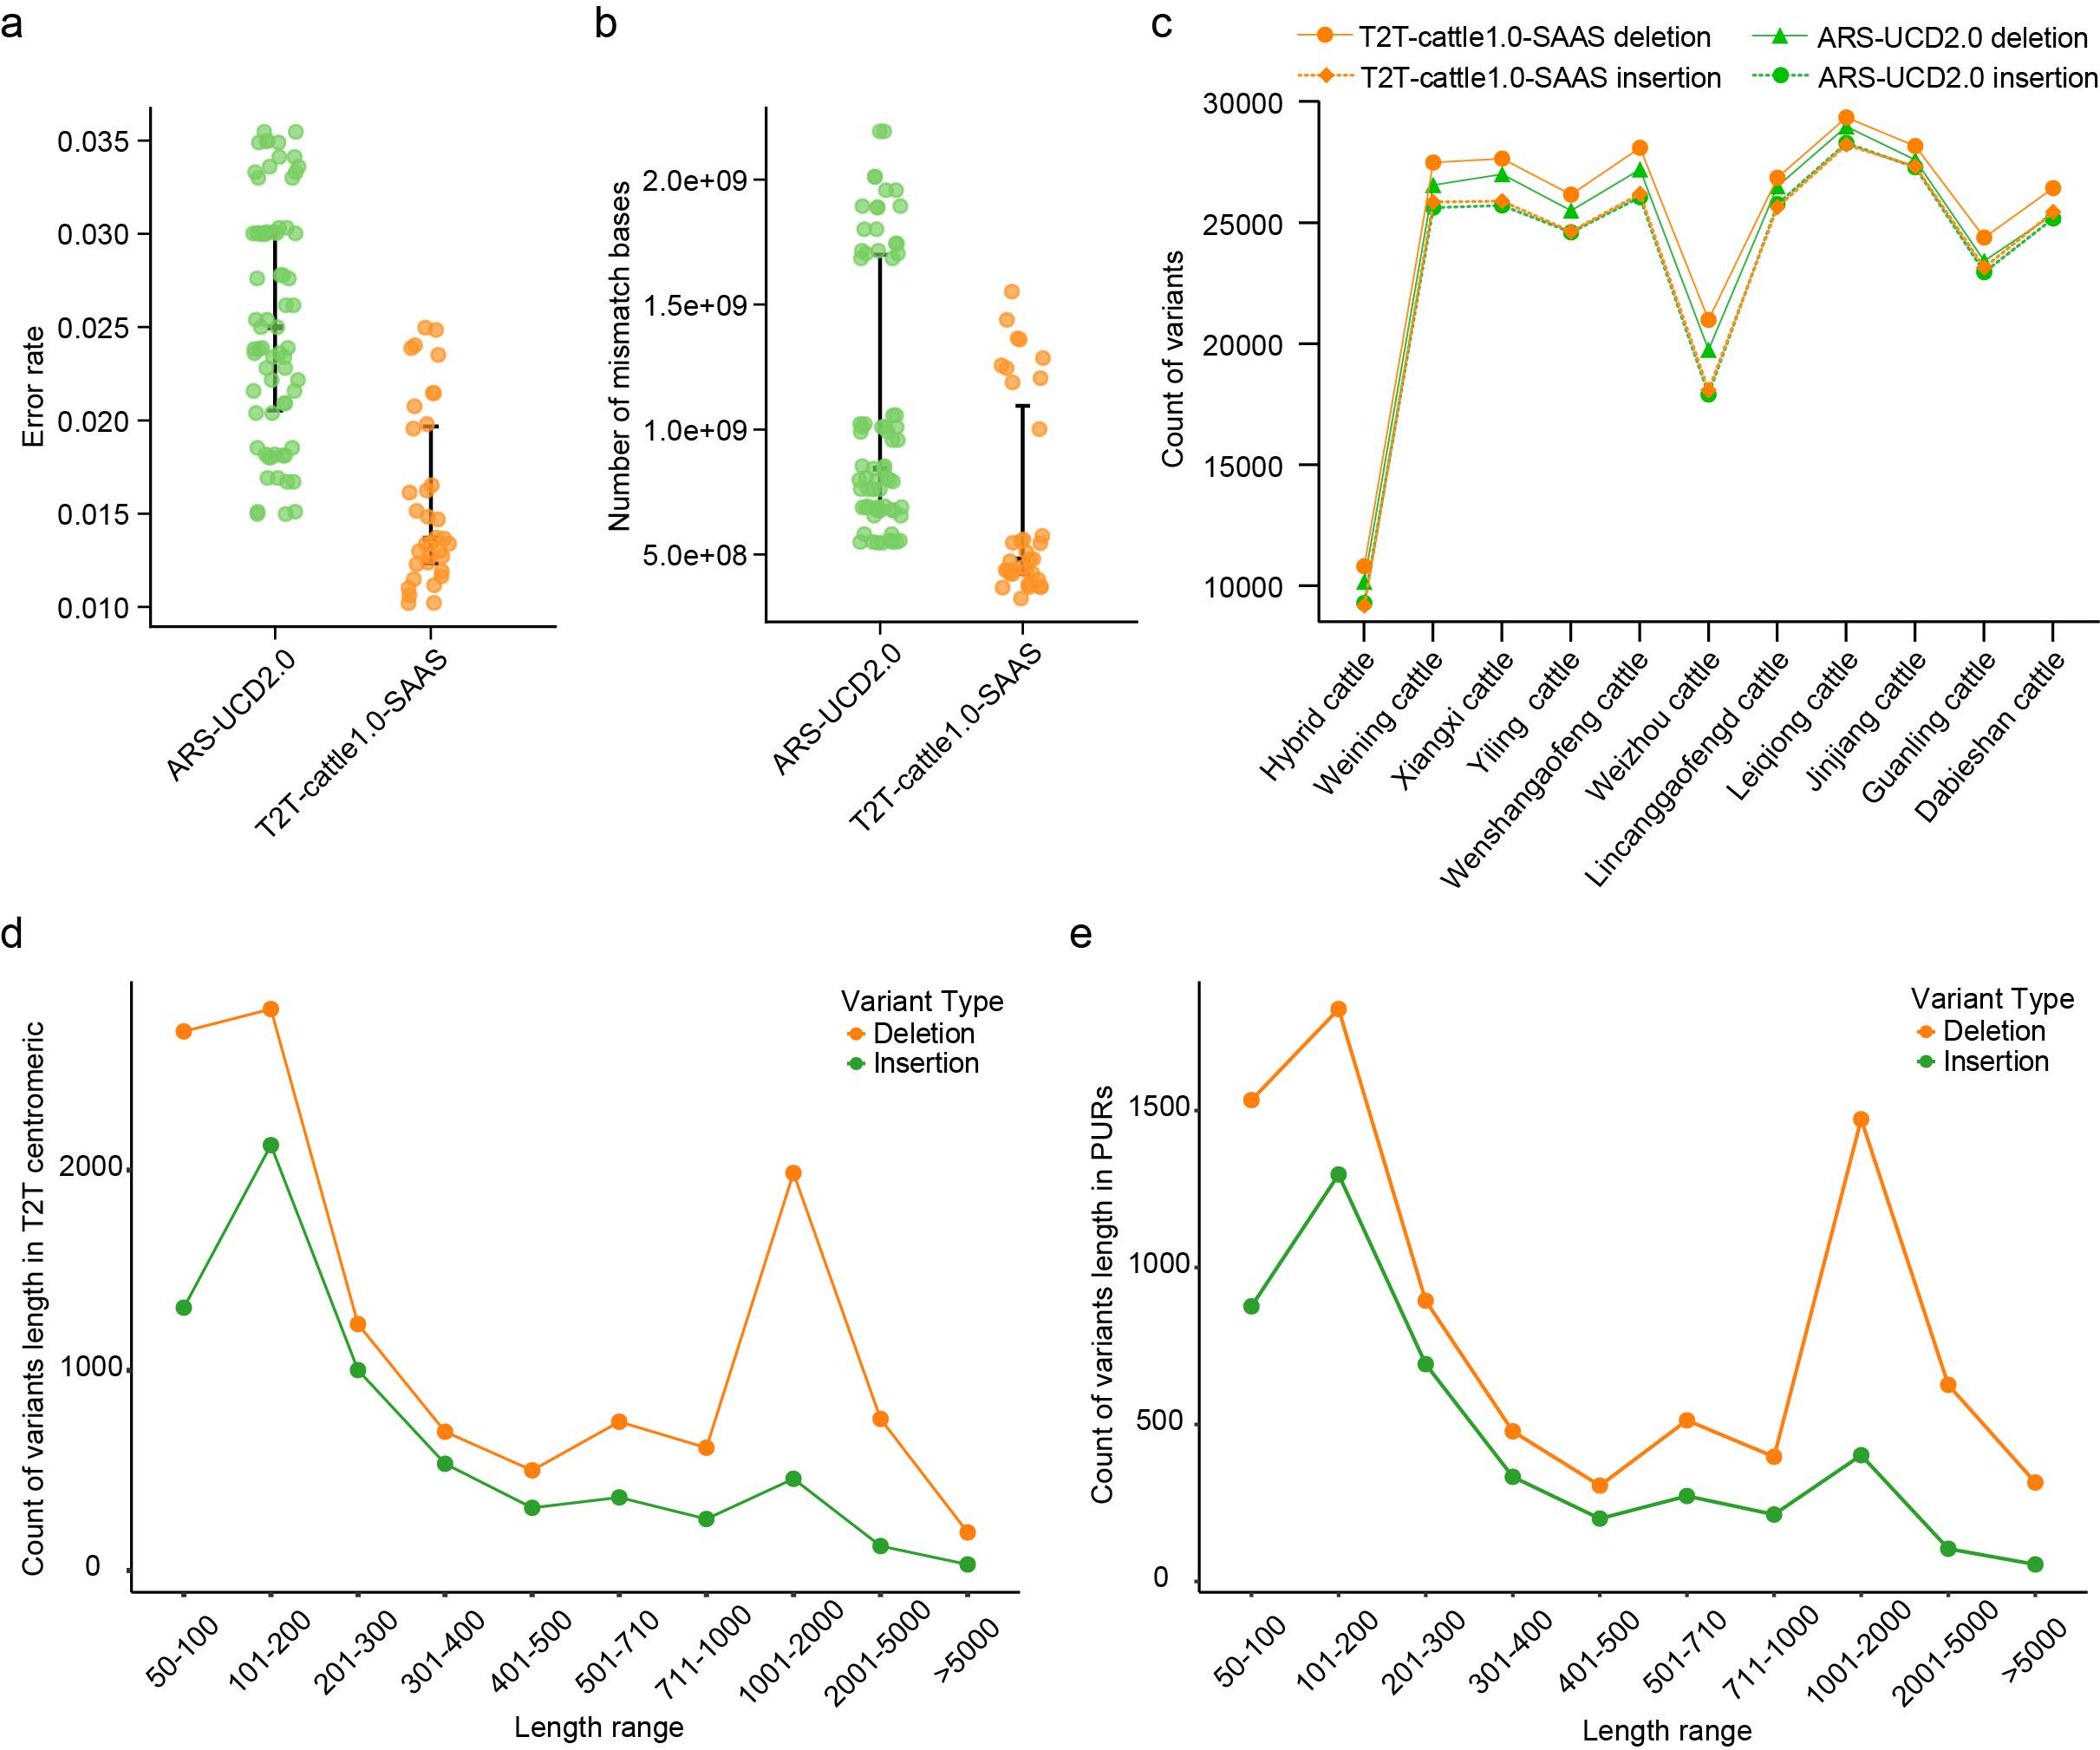 a
0.035
0.030
0.025
0.020
0.015
0.010
Error rate
ARS-UCD2.0
T2T-cattle1.0-SAAS
b
2.0e+09
1.5e+09
1.0e+09
5.0e+08
Number of mismatch bases
ARS-UCD2.0
T2T-cattle1.0-SAAS
c
T2T-cattle1.0-SAAS deletion
ARS-UCD2.0 deletion
T2T-cattle1.0-SAAS insertion
ARS-UCD2.0 insertion
30000
25000
20000
15000
10000
Count of variants
Hybrid cattle
Weining cattle
Xiangxi cattle
Yiling cattle
Wenshangaofeng cattle
Weizhou cattle
Lincanggaofengd cattle
Leiqiong cattle
Jinjiang cattle
Guanling cattle
Dabieshan cattle
d
Variant Type
Deletion
Insertion
2000
1000
0
Count of variants length in T2T centromeric
50-100
101-200
201-300
301-400
401-500
501-710
711-1000
1001-2000
2001-5000
>5000
Length range
e
Variant Type
Deletion
Insertion
1500
1000
500
0
Count of variants length in PURs
50-100
101-200
201-300
301-400
401-500
501-710
711-1000
1001-2000
2001-5000
>5000
Length range